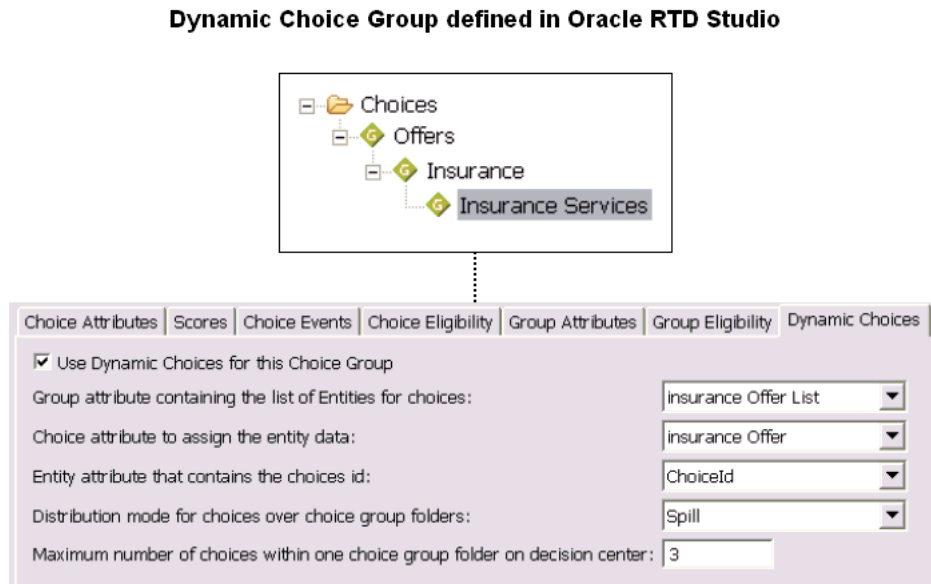 Dynamic Choice Group defined in Oracle RTD Studio
Choices
G Offers
G Insurance
G Insurance Services
Choice Attributes Scores Choice Events Choice Eligibility Group Attributes Group Eligibility Dynamic Choices
Use Dynamic Choices for this Choice Group
Group attribute containing the list of Entities for choices: insurance Offer List
Choice attribute to assign the entity data: insurance Offer
Entity attribute that contains the choices id: ChoiceId
Distribution mode for choices over choice group folders: Spill
Maximum number of choices within one choice group folder on decision center: 3